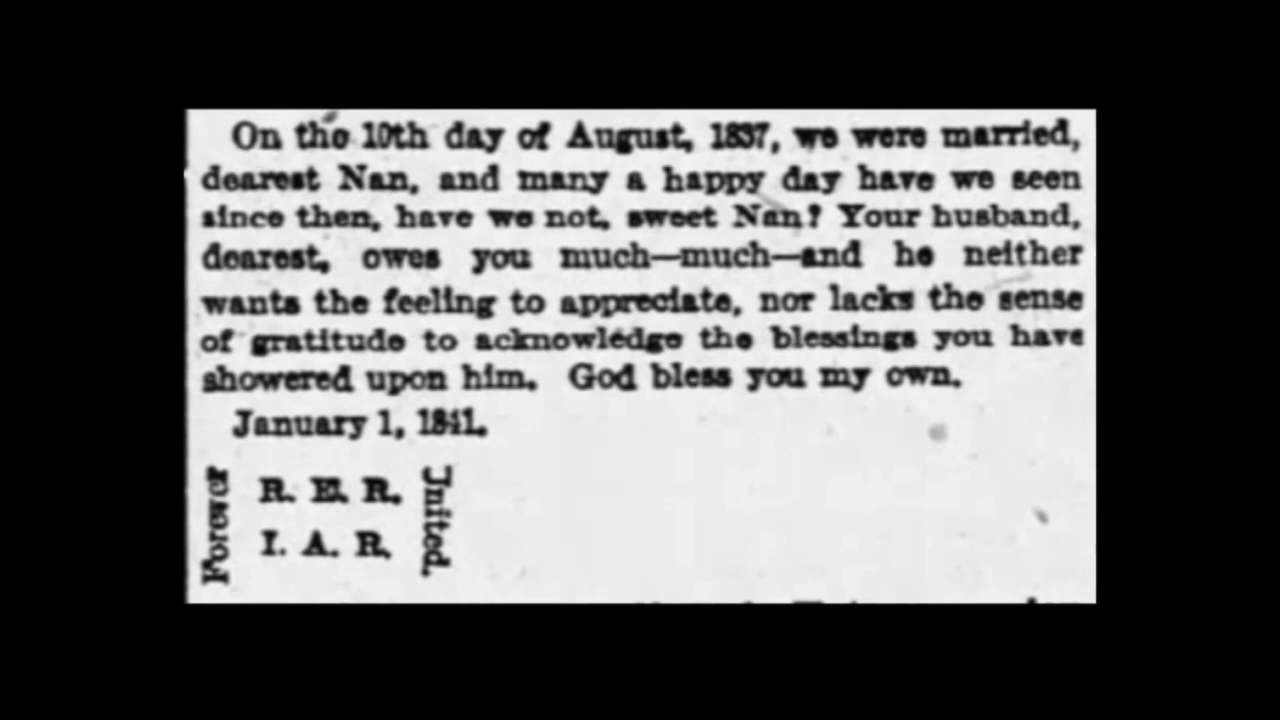 On the 10th day of August, 1837, we were married,
dearest Nan, and many a happy day have we seen
since then, have we not, sweet Nan? Your husband,
dearest, owes you much—much—and he neither
wants the feeling to appreciate, nor lacks the sense
of gratitude to acknowledge the blessings you have
showered upon him. God bless you my own.
January 1, 1841.
Forever
R. E. R.
I. A. R.
United.